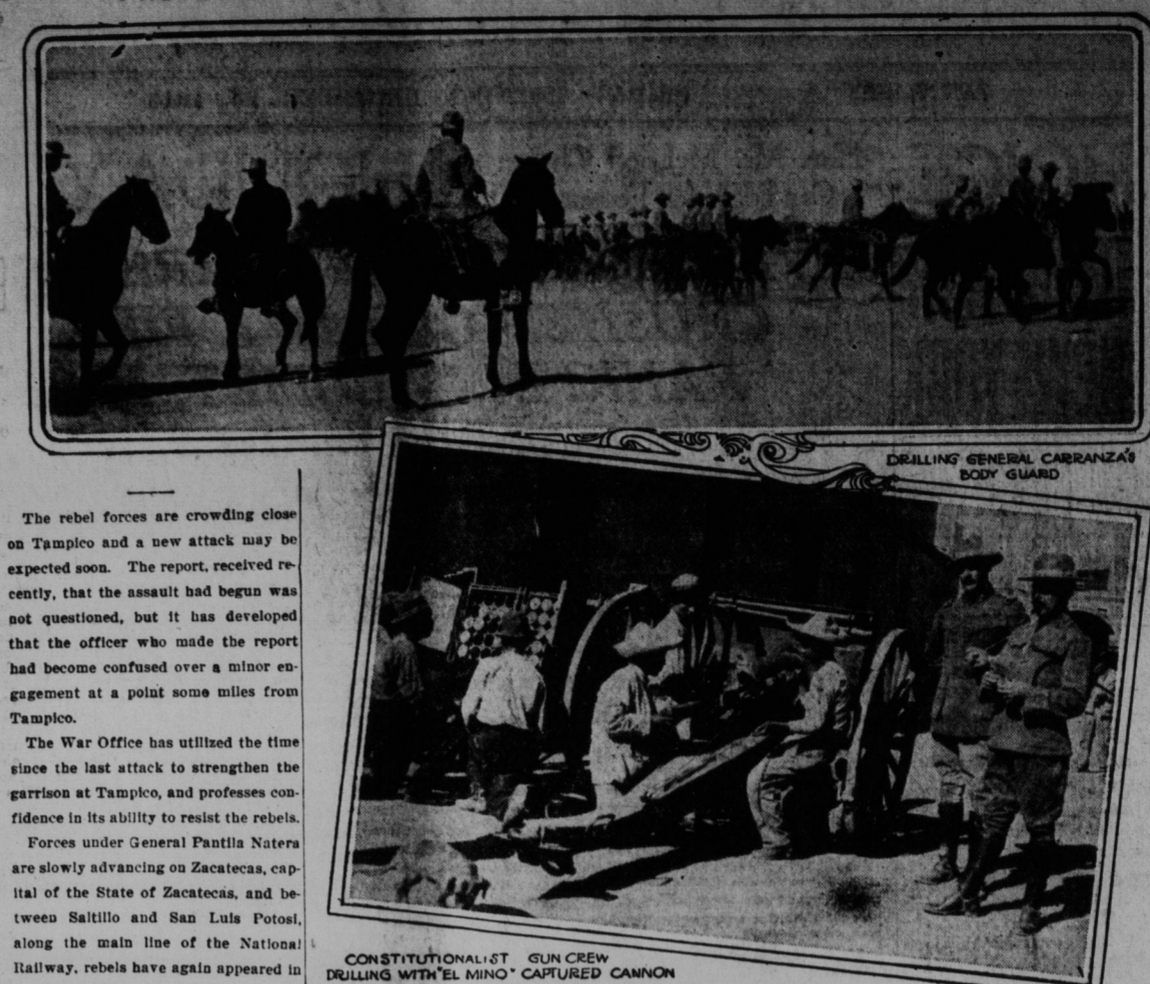 DRILLING GENERAL CARRANZA'S
BODY GUARD
The rebel forces are crowding close
on Tampico and a new attack may be
expected soon. The report, received re-
cently, that the assault had begun was
not questioned, but it has developed
that the officer who made the report
had become confused over a minor en-
gagement at a point some miles from
Tampico.
The War Office has utilized the time
since the last attack to strengthen the
garrison at Tampico, and professes con-
fidence in its ability to resist the rebels.
Forces under General Pantila Natera
are slowly advancing on Zacatecas, cap-
ital of the State of Zacatecas, and be-
tween Saltillo and San Luis Potosi,
along the main line of the National
Railway, rebels have again appeared in
CONSTITUTIONALIST GUN CREW
DRILLING WITH "EL MINO" CAPTURED CANNON